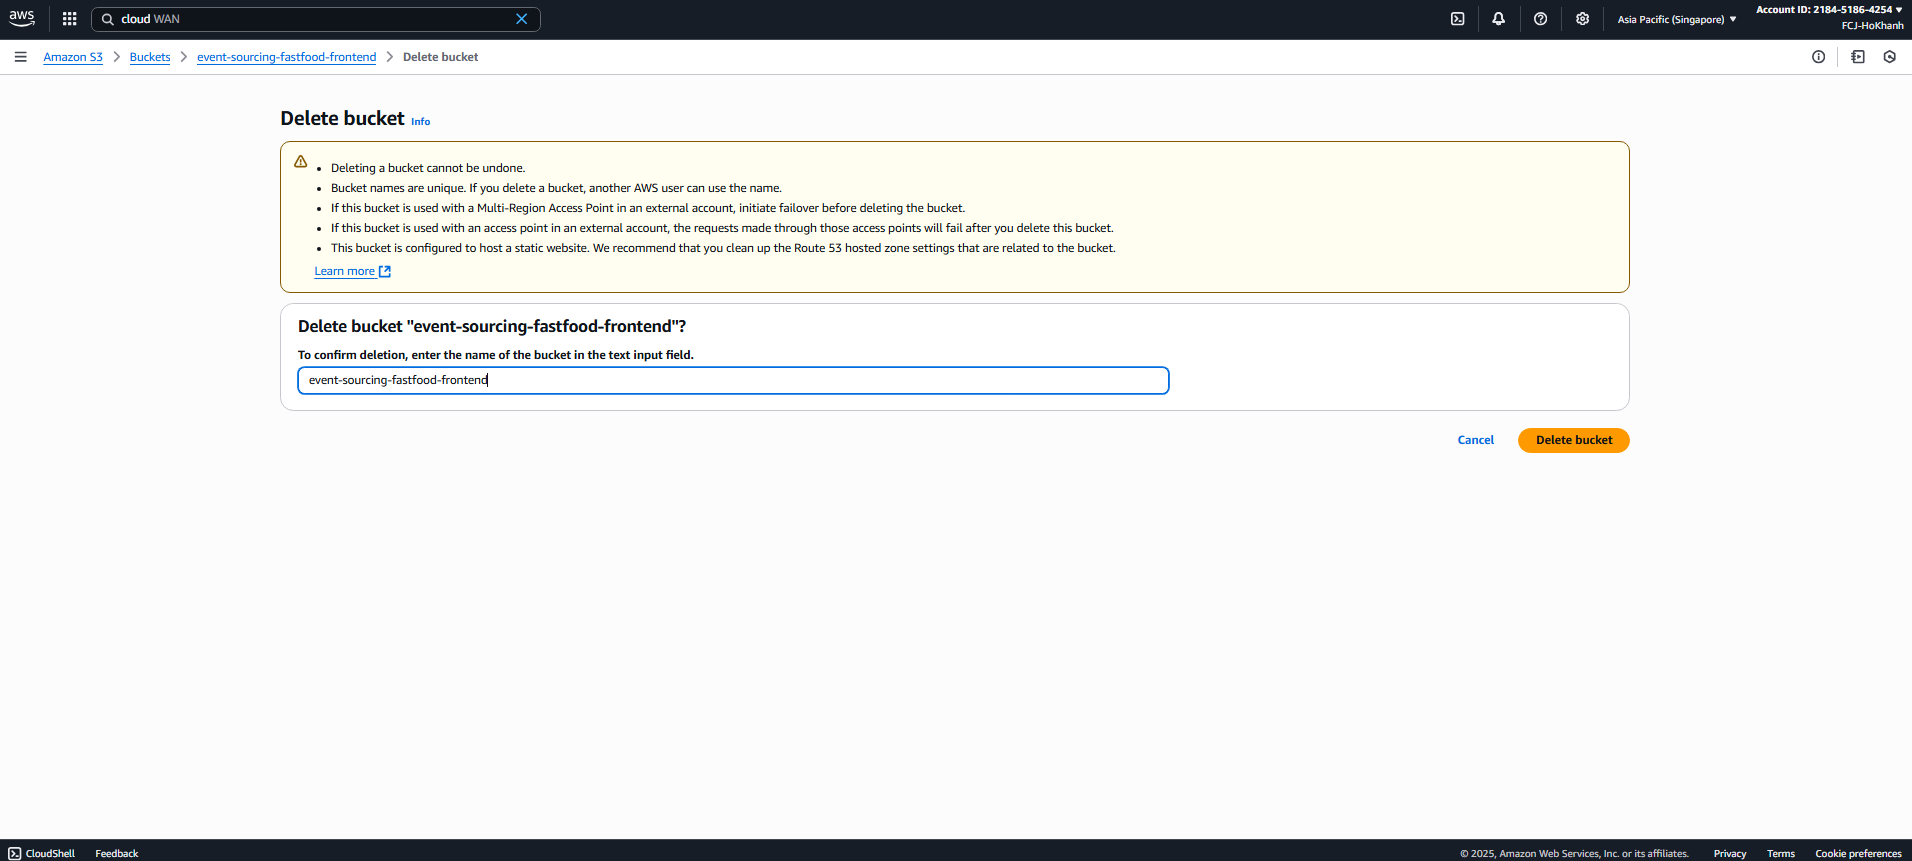 aws
cloud WAN
Asia Pacific (Singapore)
Account ID: 2184-5186-4254
FCJ-HoKhanh
Amazon S3
Buckets
event-sourcing-fastfood-frontend
Delete bucket
Delete bucket Info
Deleting a bucket cannot be undone.
Bucket names are unique. If you delete a bucket, another AWS user can use the name.
If this bucket is used with a Multi-Region Access Point in an external account, initiate failover before deleting the bucket.
If this bucket is used with an access point in an external account, the requests made through those access points will fail after you delete this bucket.
This bucket is configured to host a static website. We recommend that you clean up the Route 53 hosted zone settings that are related to the bucket.
Learn more
Delete bucket "event-sourcing-fastfood-frontend"?
To confirm deletion, enter the name of the bucket in the text input field.
event-sourcing-fastfood-frontend
Cancel
Delete bucket
CloudShell
Feedback
© 2025, Amazon Web Services, Inc. or its affiliates.
Privacy
Terms
Cookie preferences